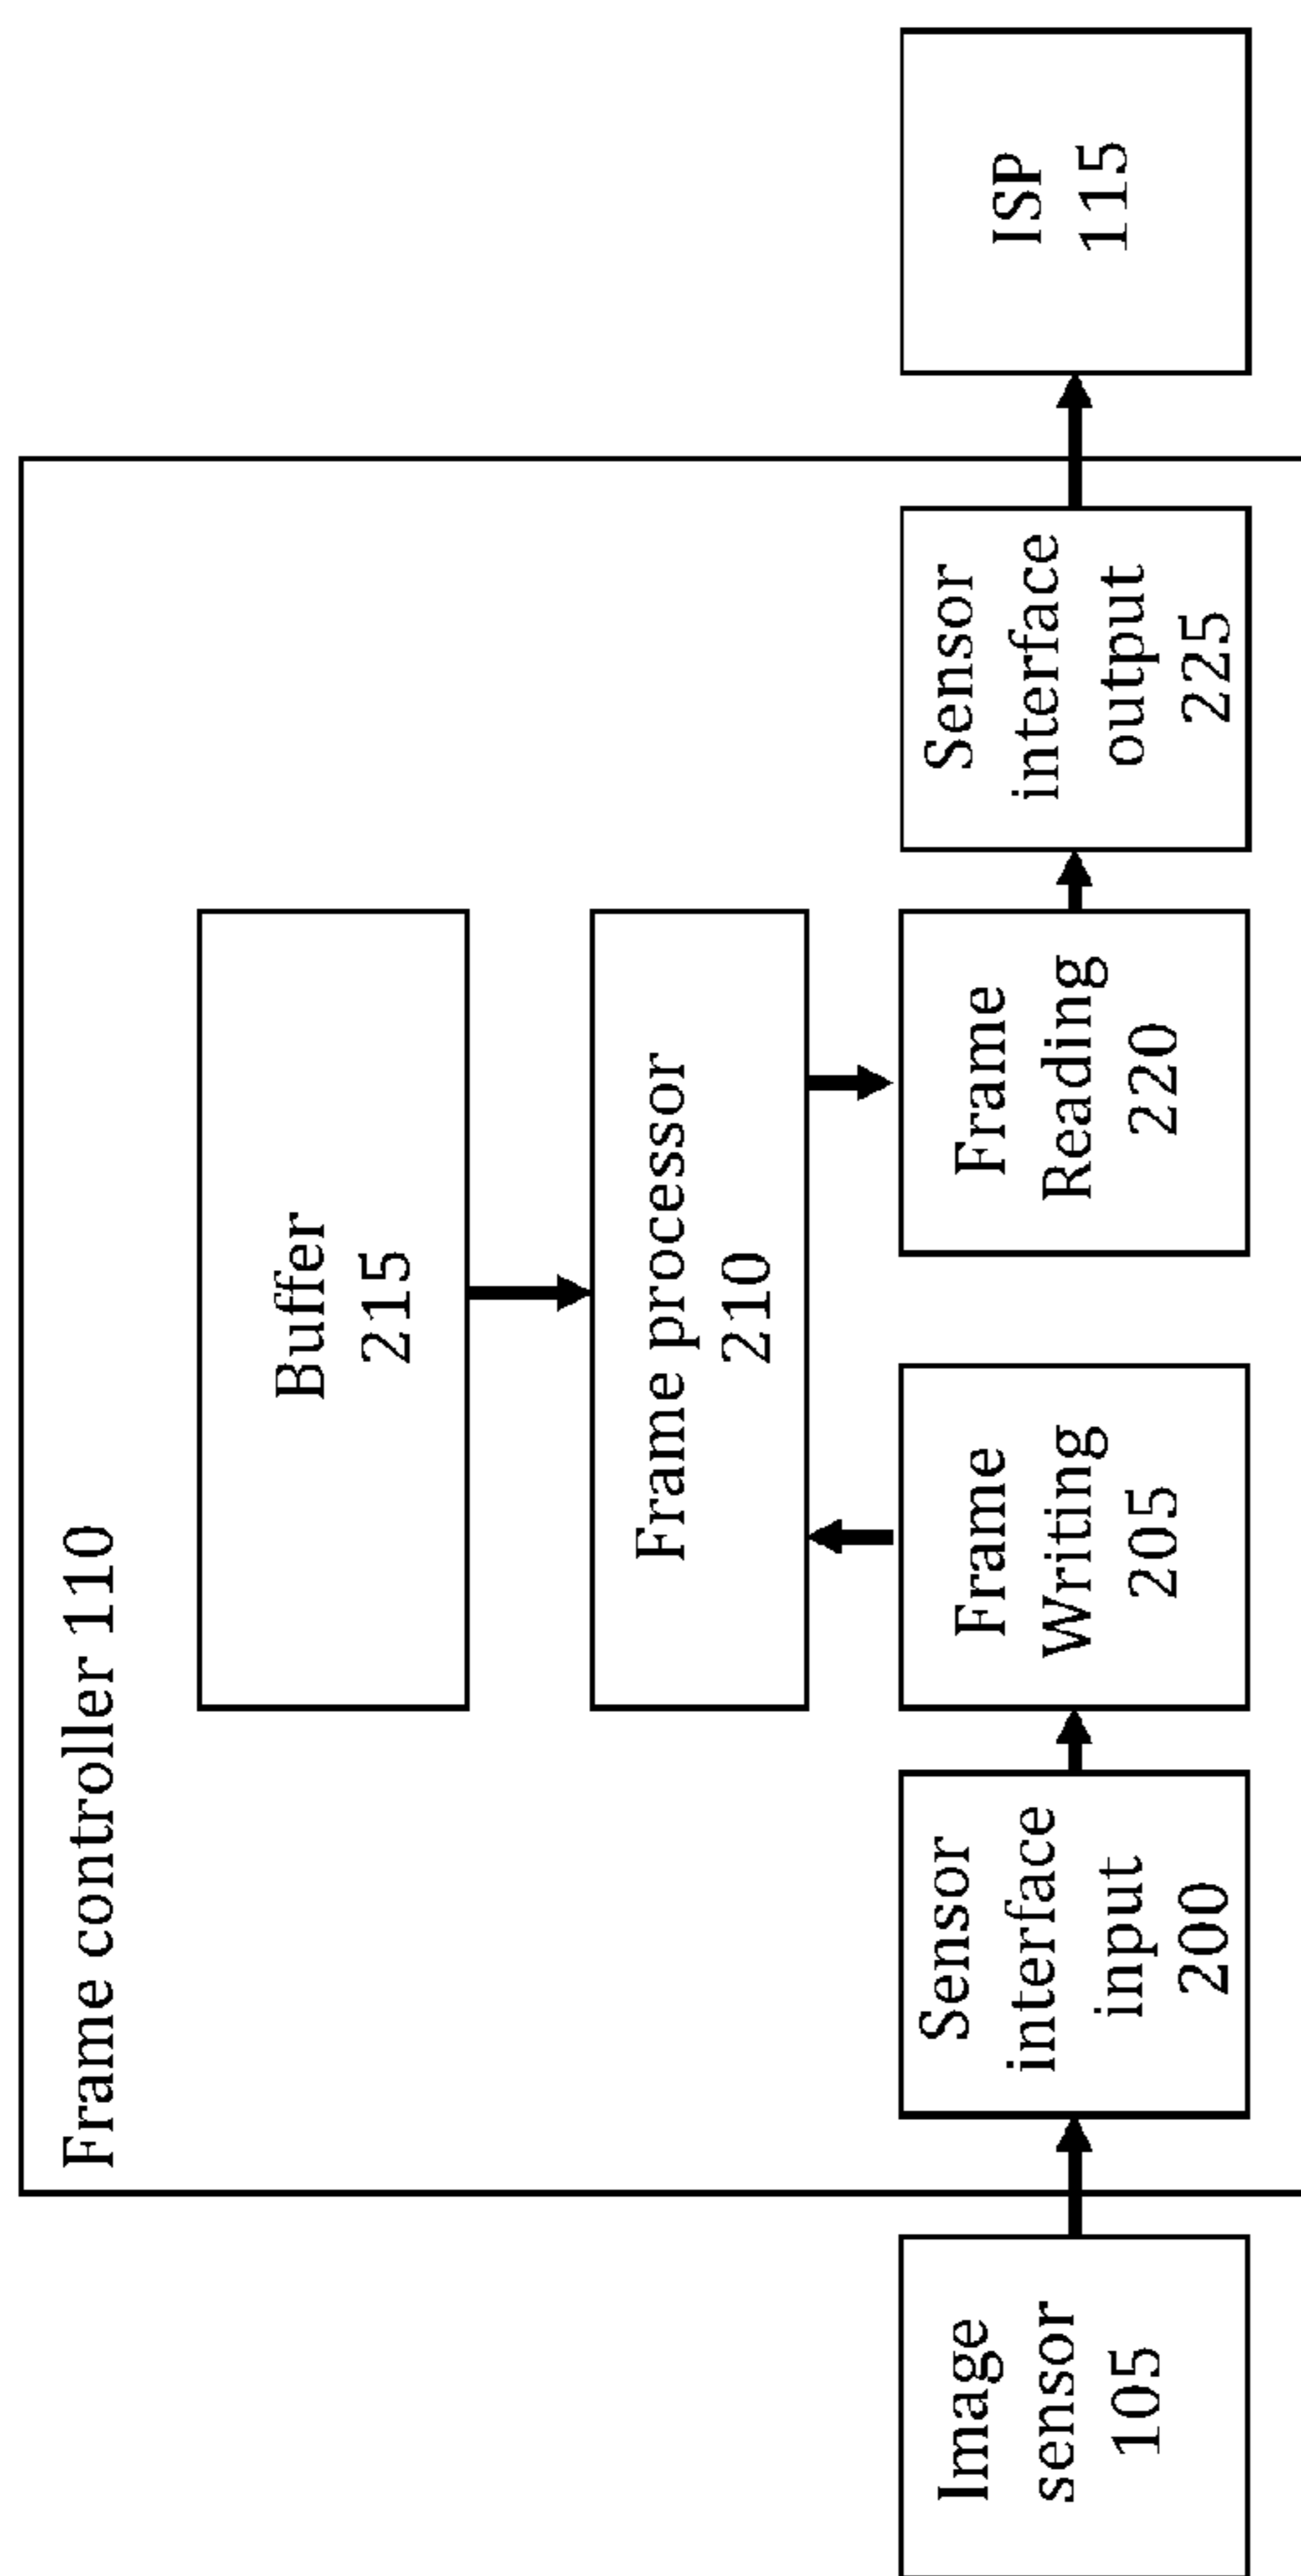 Frame controller 110
Buffer
215
Frame processor
210
Image
sensor
105
Sensor
interface
input
200
Frame
Writing
205
Frame
Reading
220
Sensor
interface
output
225
ISP
115